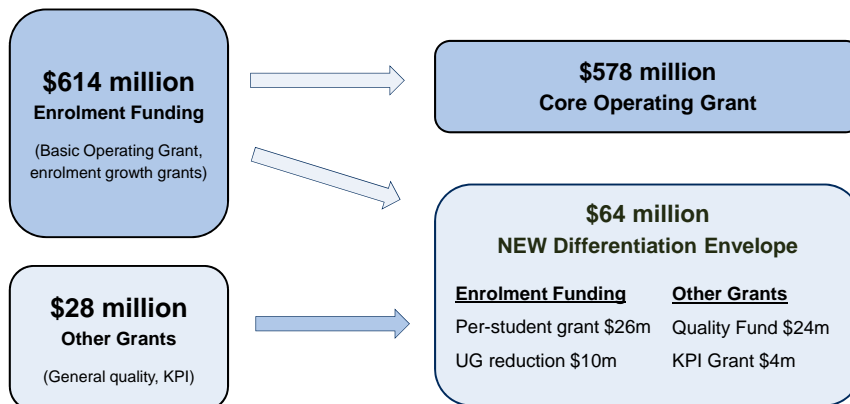 $614 million
Enrolment Funding
(Basic Operating Grant,
enrolment growth grants)
$578 million
Core Operating Grant
$28 million
Other Grants
(General quality, KPI)
$64 million
NEW Differentiation Envelope
Enrolment Funding
Per-student grant $26m
UG reduction $10m
Other Grants
Quality Fund $24m
KPI Grant $4m